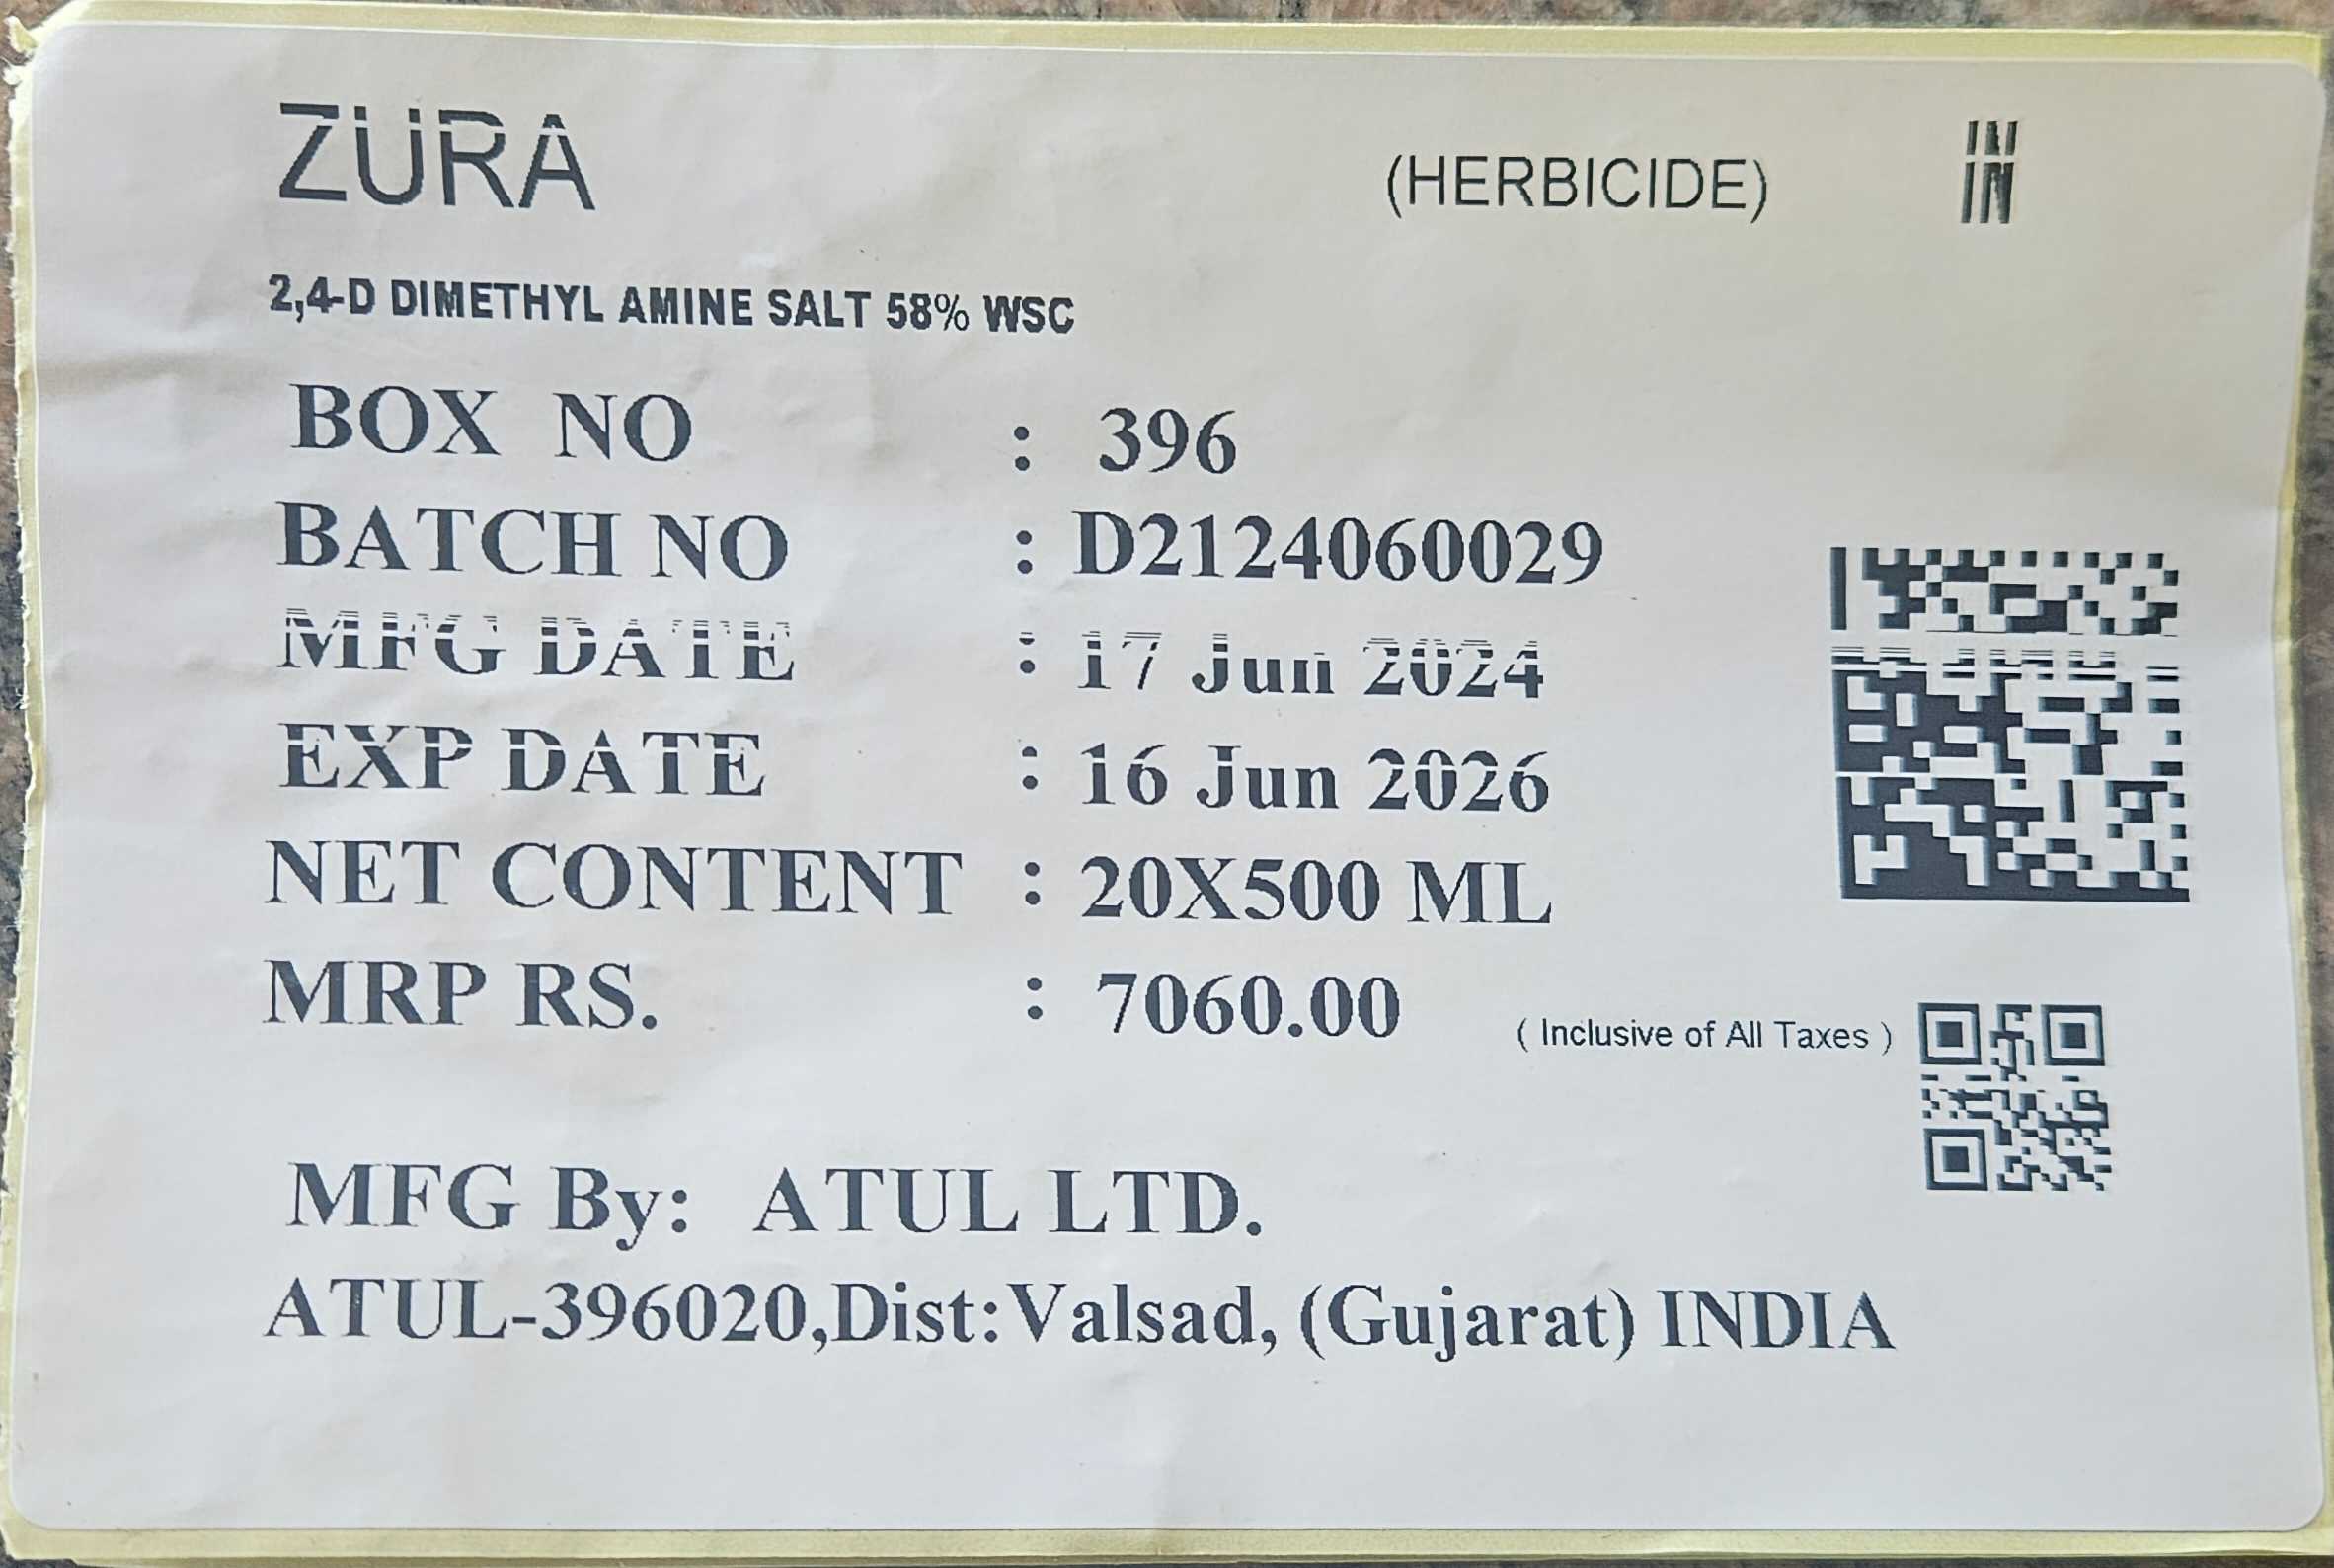 ZURA (HERBICIDE) IN
2,4-D DIMETHYL AMINE SALT 58% WSC
BOX NO : 396
BATCH NO : D2124060029
MFG DATE : 17 Jun 2024
EXP DATE : 16 Jun 2026
NET CONTENT : 20X500 ML
MRP RS. : 7060.00 ( Inclusive of All Taxes )
MFG By: ATUL LTD.
ATUL-396020,Dist:Valsad, (Gujarat) INDIA